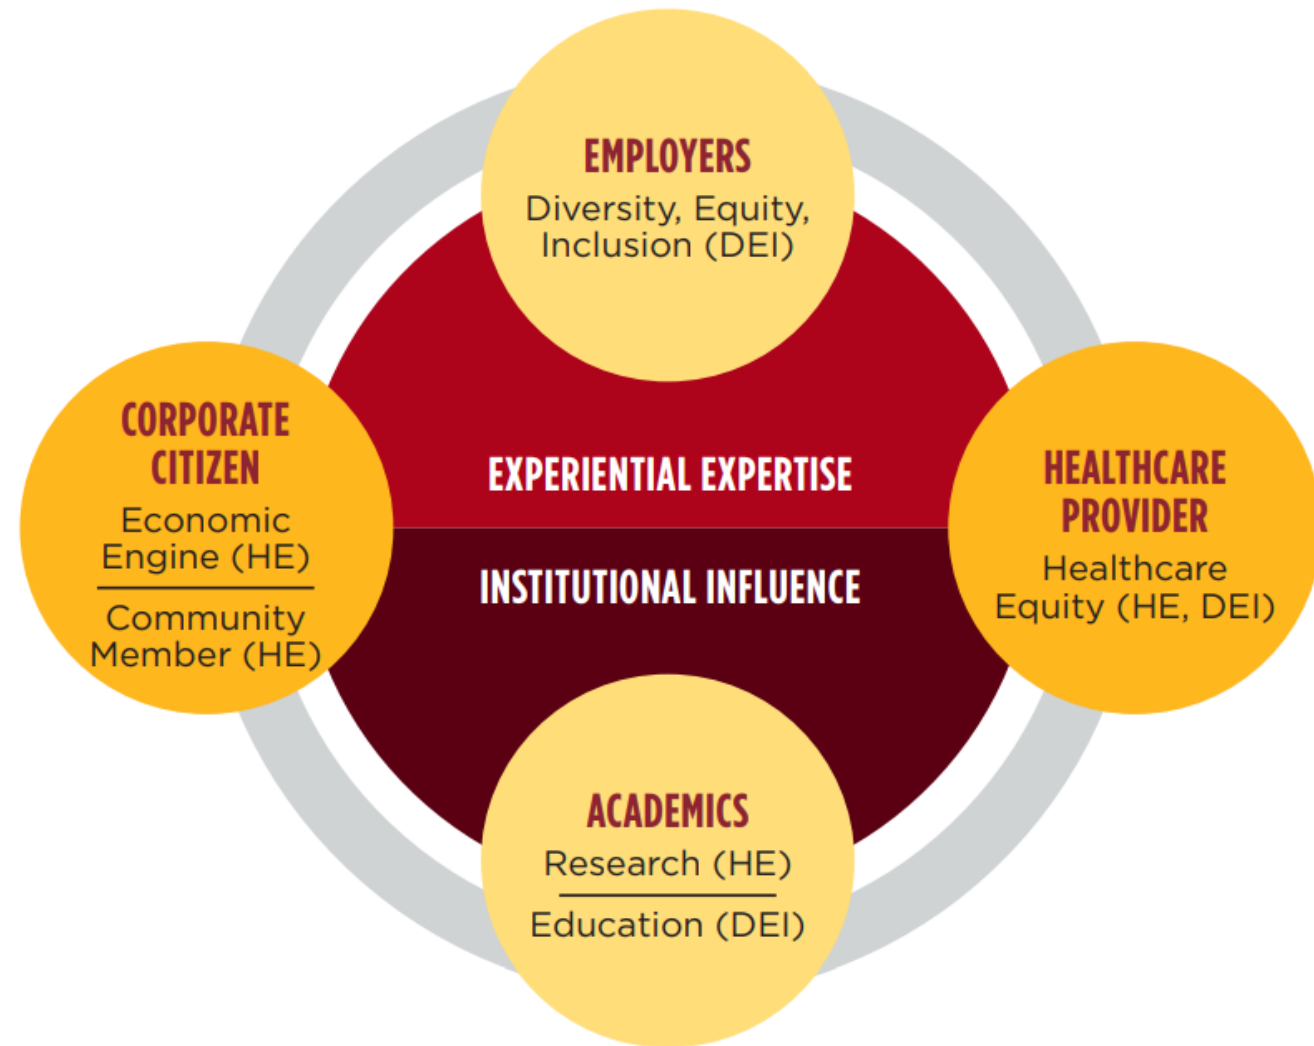 EMPLOYERS
Diversity, Equity,
Inclusion (DEI)
CORPORATE
CITIZEN
Economic
Engine (HE)
Community
Member (HE)
EXPERIENTIAL EXPERTISE
INSTITUTIONAL INFLUENCE
HEALTHCARE
PROVIDER
Healthcare
Equity (HE, DEI)
ACADEMICS
Research (HE)
Education (DEI)